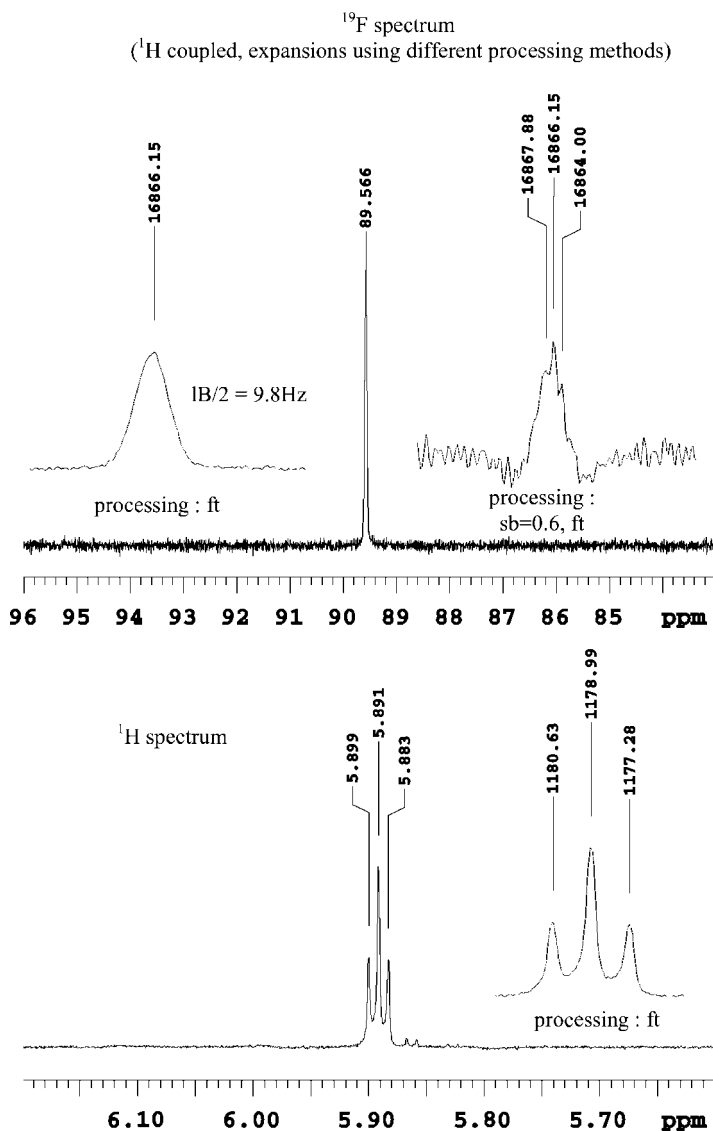 19F spectrum
(1H coupled, expansions using different processing methods)
16866.15
89.566
16867.88
16866.15
16864.00
lB/2 = 9.8Hz
processing : ft
processing :
sb=0.6, ft
96 95 94 93 92 91 90 89 88 87 86 85 ppm
1H spectrum
5.899
5.891
5.883
1180.63
1178.99
1177.28
processing : ft
6.10 6.00 5.90 5.80 5.70 ppm